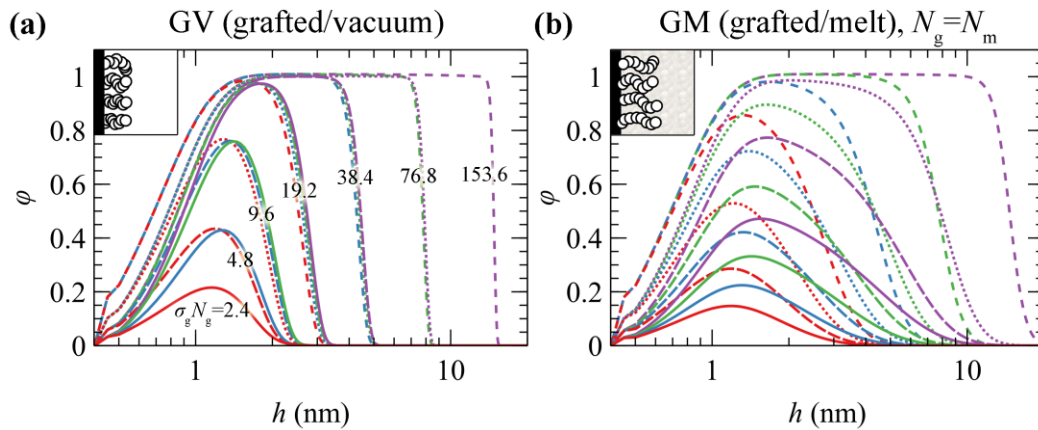 (a) GV (grafted/vacuum)
1
0.8
0.6
0.4
0.2
0
φ
σgNg=2.4
4.8
9.6
19.2
38.4
76.8
153.6
1 10
h (nm)
(b) GM (grafted/melt), Ng=Nm
1
0.8
0.6
0.4
0.2
0
φ
1 10
h (nm)